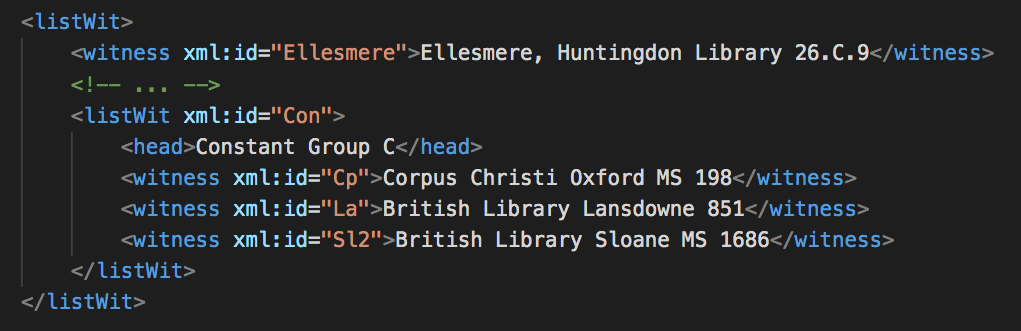 <listWit>
<witness xml:id="Ellesmere">Ellesmere, Huntingdon Library 26.C.9</witness>
<!-- ... -->
<listWit xml:id="Con">
<head>Constant Group C</head>
<witness xml:id="Cp">Corpus Christi Oxford MS 198</witness>
<witness xml:id="La">British Library Lansdowne 851</witness>
<witness xml:id="Sl2">British Library Sloane MS 1686</witness>
</listWit>
</listWit>